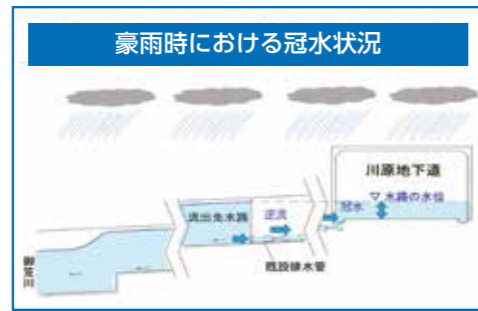 豪雨時における冠水状況
川原地下道
▽水路の水位
冠水
流出先水路
逆流
既設排水管
御笠川